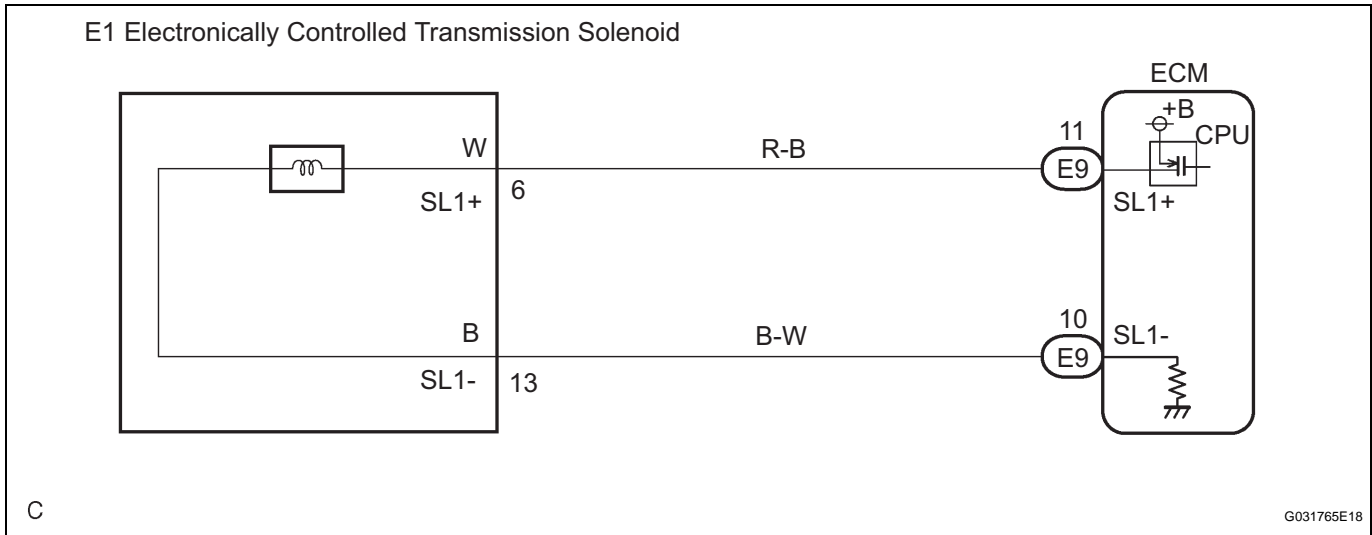 E1 Electronically Controlled Transmission Solenoid
ECM
+B
CPU
W
R-B
11
E9
SL1+
6
SL1+
B
B-W
10
E9
SL1-
SL1-
13
C
G031765E18